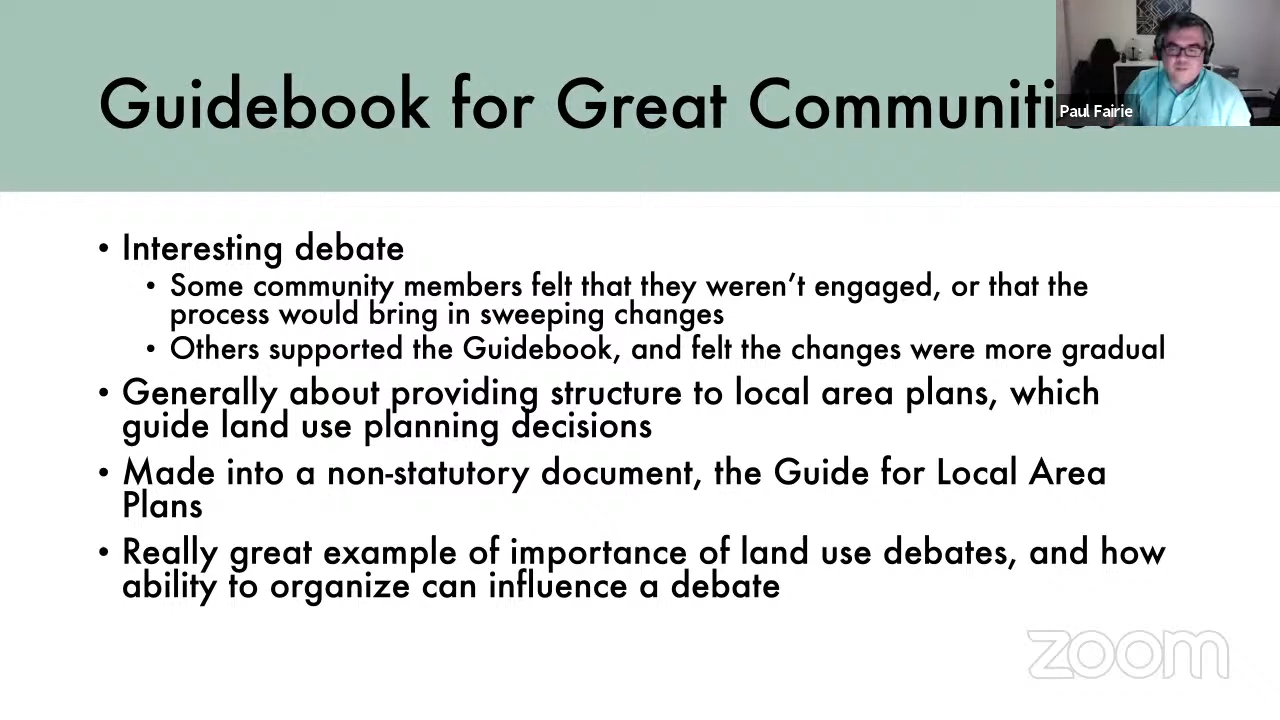 Guidebook for Great Communities
Paul Fairie
• Interesting debate
• Some community members felt that they weren’t engaged, or that the
process would bring in sweeping changes
• Others supported the Guidebook, and felt the changes were more gradual
• Generally about providing structure to local area plans, which
guide land use planning decisions
• Made into a non-statutory document, the Guide for Local Area
Plans
• Really great example of importance of land use debates, and how
ability to organize can influence a debate
zoom